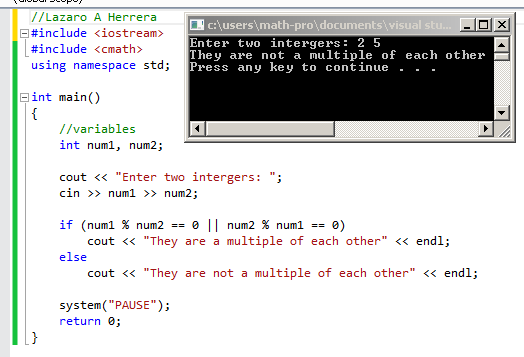 //Lazaro A Herrera
#include <iostream>
#include <cmath>
using namespace std;
int main()
{
//variables
int num1, num2;
cout << "Enter two intergers: ";
cin >> num1 >> num2;
if (num1 % num2 == 0 || num2 % num1 == 0)
cout << "They are a multiple of each other" << endl;
else
cout << "They are not a multiple of each other" << endl;
system("PAUSE");
return 0;
}
c:\users\math-pro\documents\visual stu...
Enter two intergers: 2 5
They are not a multiple of each other
Press any key to continue . . .